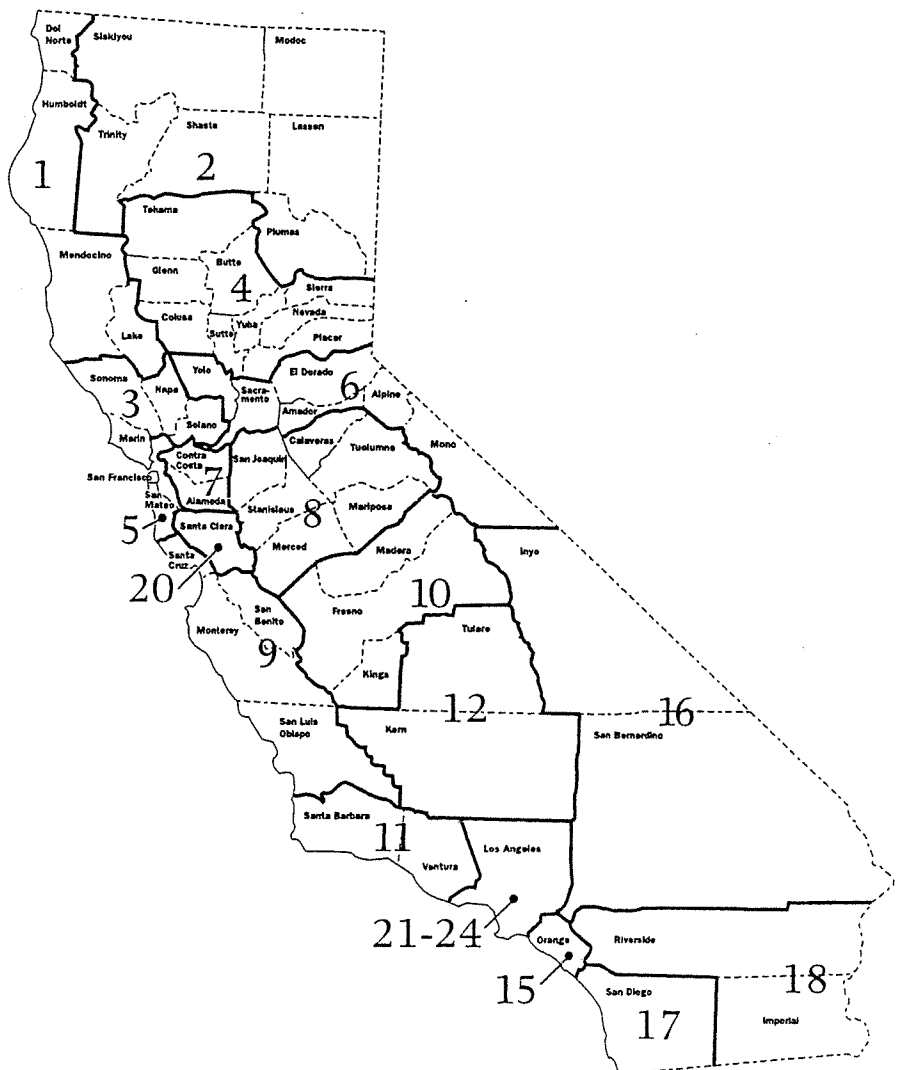 Del
Norte
Siskiyou
Modoc
Humboldt
Trinity
Shasta
Lassen
1
2
Tehama
Plumas
Mendocino
Glenn
Butte
4
Sierra
Colusa
Lake
Sutter
Yuba
Nevada
Placer
Sonoma
Napa
Yolo
El Dorado
3
Sacra-
mento
6
Alpine
Amador
Solano
Marin
Calaveras
Tuolumne
Mono
Contra
Costa
San Joaquin
San Francisco
7
San
Mateo
Alameda
Stanislaus
8
Mariposa
5
Santa Clara
Merced
Madera
Inyo
Santa
Cruz
20
San
Benito
Fresno
10
Monterey
9
Tulare
Kings
12
16
San Luis
Obispo
Kern
San Bernardino
Santa Barbara
11
Ventura
Los Angeles
21-24
Orange
Riverside
15
San Diego
18
17
Imperial